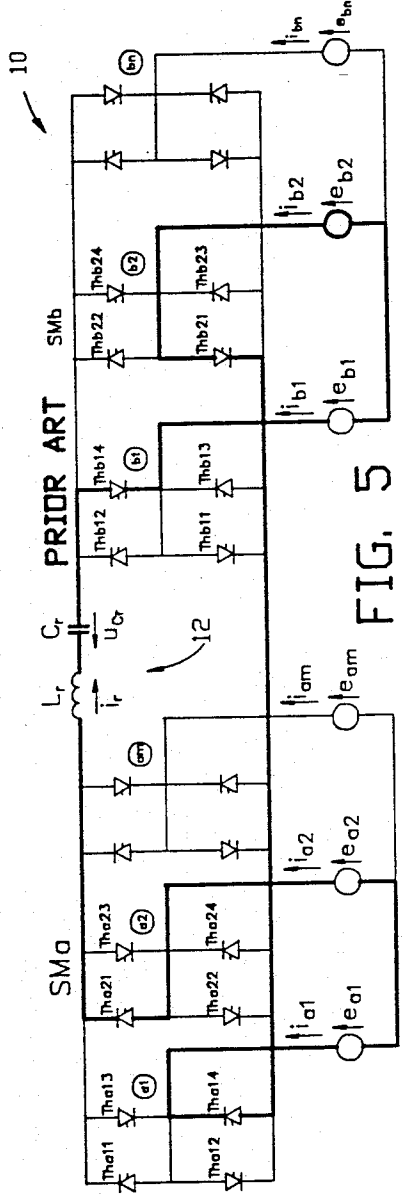 10
SMa
PRIOR ART
SMb
Lr
Cr
ir
uCr
12
Tha11
Tha13
Tha21
Tha23
Thb12
Thb14
Thb22
Thb24
a1
a2
am
b1
b2
bn
Tha12
Tha14
Tha22
Tha24
Thb11
Thb13
Thb21
Thb23
ia1
ia2
iam
ib1
ib2
ibn
ea1
ea2
eam
eb1
eb2
ebn
FIG. 5